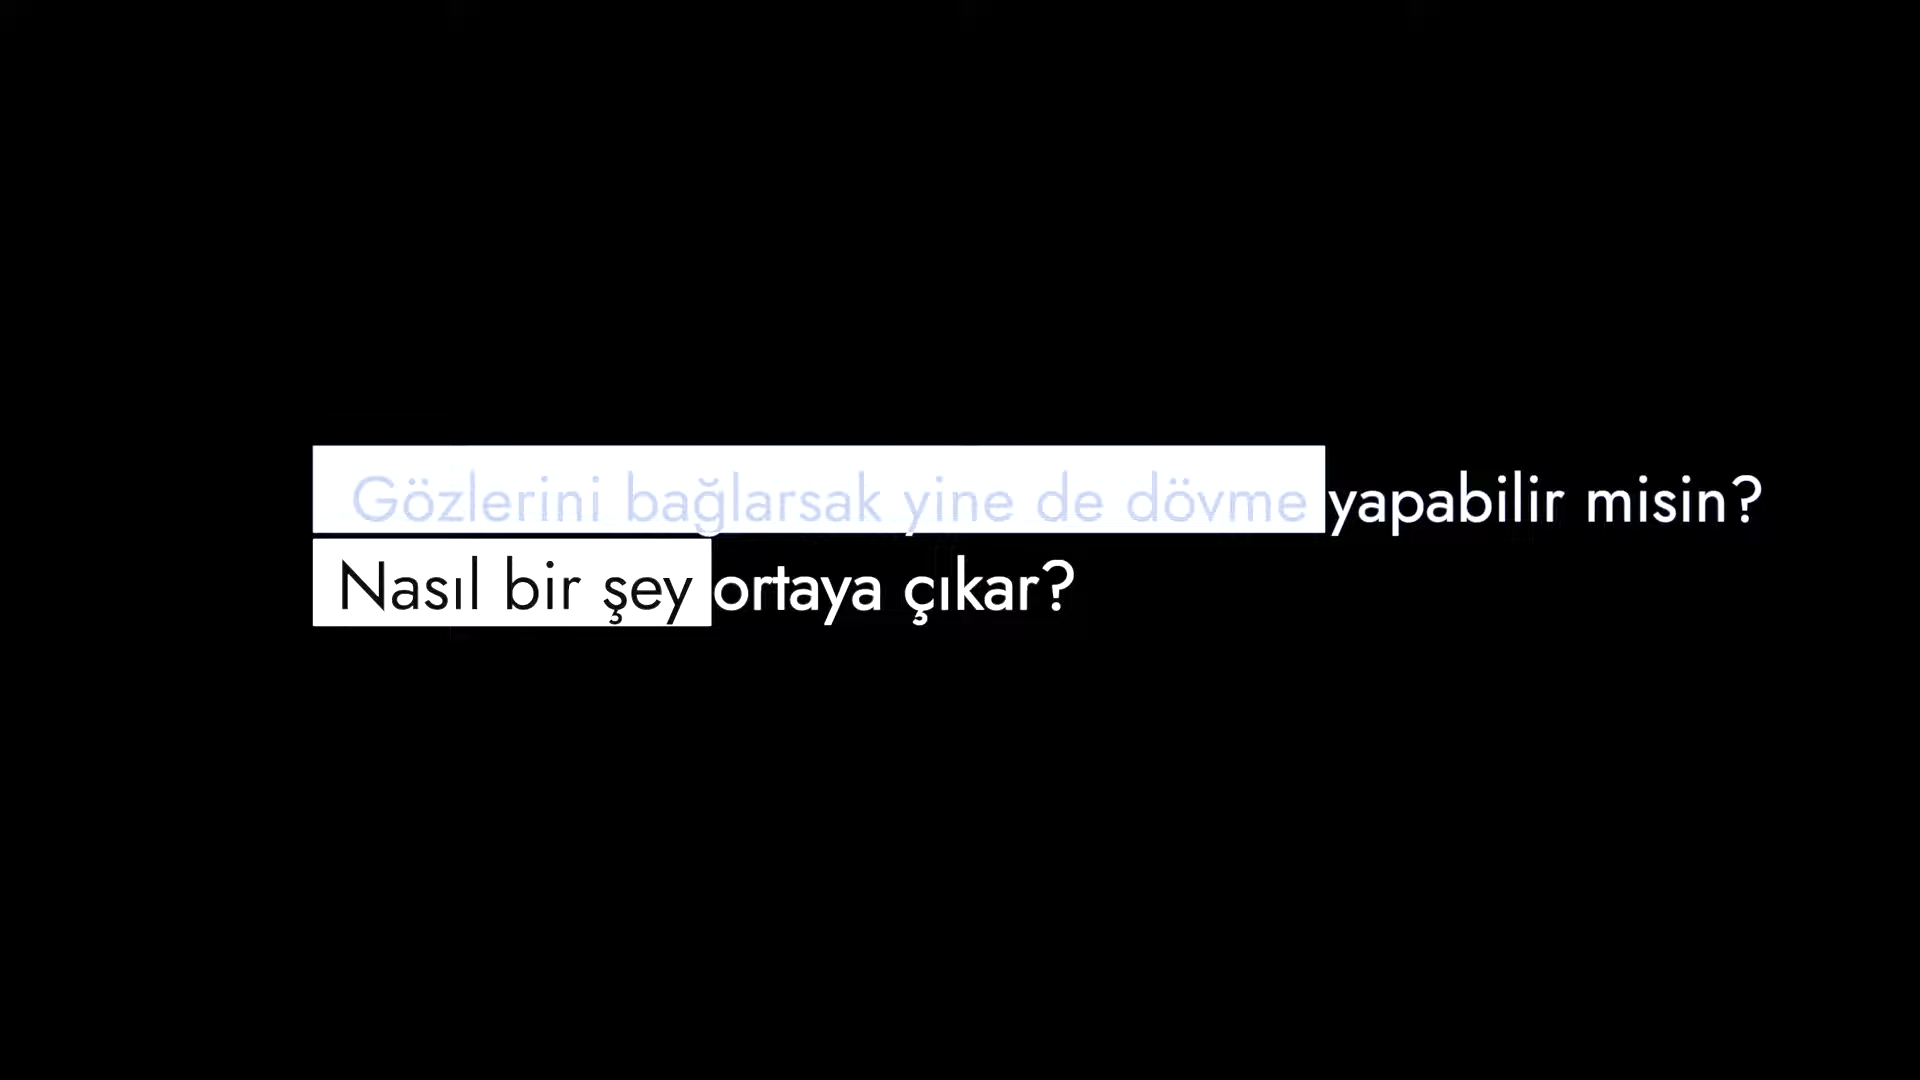 Gözlerini bağlarsak yine de dövme yapabilir misin?
Nasıl bir şey ortaya çıkar?